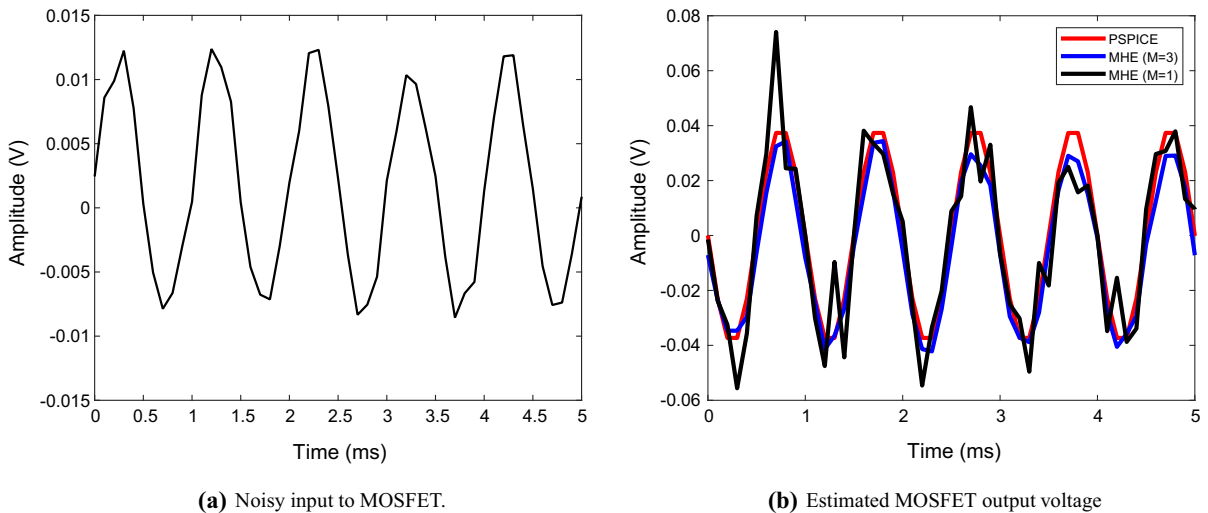 0.015
0.01
0.005
0
-0.005
-0.01
-0.015
Amplitude (V)
0 0.5 1 1.5 2 2.5 3 3.5 4 4.5 5
Time (ms)
(a) Noisy input to MOSFET.
0.08
0.06
0.04
0.02
0
-0.02
-0.04
-0.06
Amplitude (V)
PSPICE
MHE (M=3)
MHE (M=1)
0 1 2 3 4 5
Time (ms)
(b) Estimated MOSFET output voltage